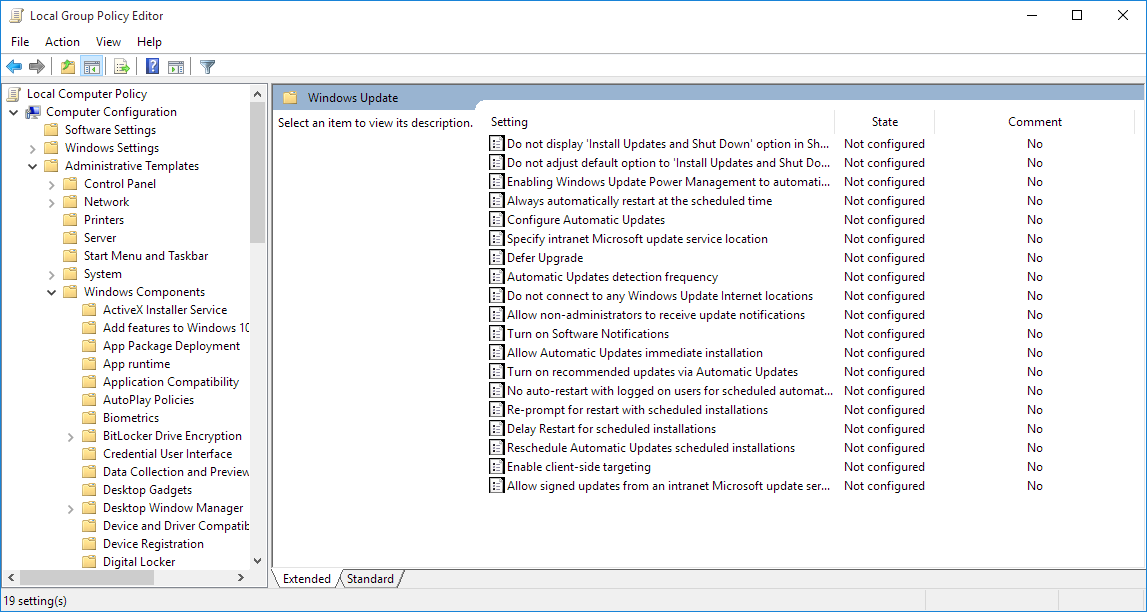 Local Group Policy Editor
File Action View Help
Local Computer Policy
Computer Configuration
Software Settings
Windows Settings
Administrative Templates
Control Panel
Network
Printers
Server
Start Menu and Taskbar
System
Windows Components
ActiveX Installer Service
Add features to Windows 10
App Package Deployment
App runtime
Application Compatibility
AutoPlay Policies
Biometrics
BitLocker Drive Encryption
Credential User Interface
Data Collection and Preview
Desktop Gadgets
Desktop Window Manager
Device and Driver Compatib
Device Registration
Digital Locker
Windows Update
Select an item to view its description.
Setting State Comment
Do not display 'Install Updates and Shut Down' option in Sh... Not configured No
Do not adjust default option to 'Install Updates and Shut Do... Not configured No
Enabling Windows Update Power Management to automati... Not configured No
Always automatically restart at the scheduled time Not configured No
Configure Automatic Updates Not configured No
Specify intranet Microsoft update service location Not configured No
Defer Upgrade Not configured No
Automatic Updates detection frequency Not configured No
Do not connect to any Windows Update Internet locations Not configured No
Allow non-administrators to receive update notifications Not configured No
Turn on Software Notifications Not configured No
Allow Automatic Updates immediate installation Not configured No
Turn on recommended updates via Automatic Updates Not configured No
No auto-restart with logged on users for scheduled automat... Not configured No
Re-prompt for restart with scheduled installations Not configured No
Delay Restart for scheduled installations Not configured No
Reschedule Automatic Updates scheduled installations Not configured No
Enable client-side targeting Not configured No
Allow signed updates from an intranet Microsoft update ser... Not configured No
Extended Standard
19 setting(s)